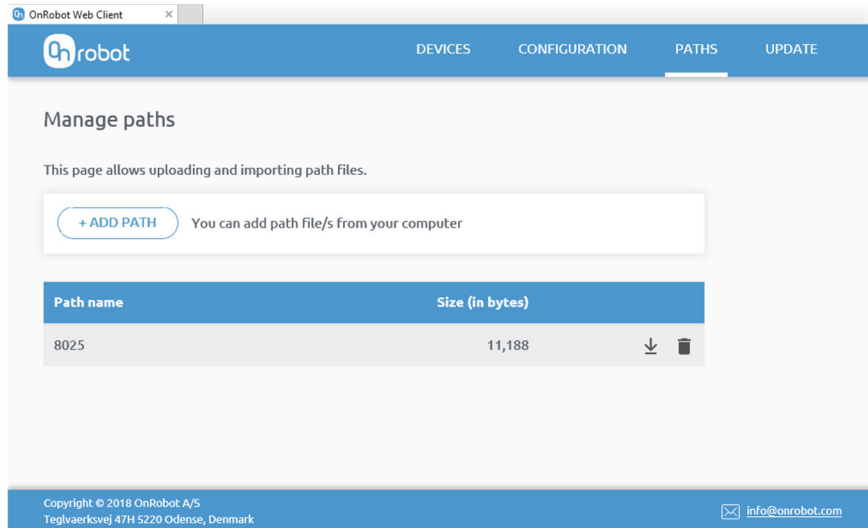 OnRobot Web Client
On robot DEVICES CONFIGURATION PATHS UPDATE
Manage paths
This page allows uploading and importing path files.
+ ADD PATH You can add path file/s from your computer
Path name Size (in bytes)
8025 11,188
Copyright © 2018 OnRobot A/S
Teglvaerksvej 47H 5220 Odense, Denmark info@onrobot.com